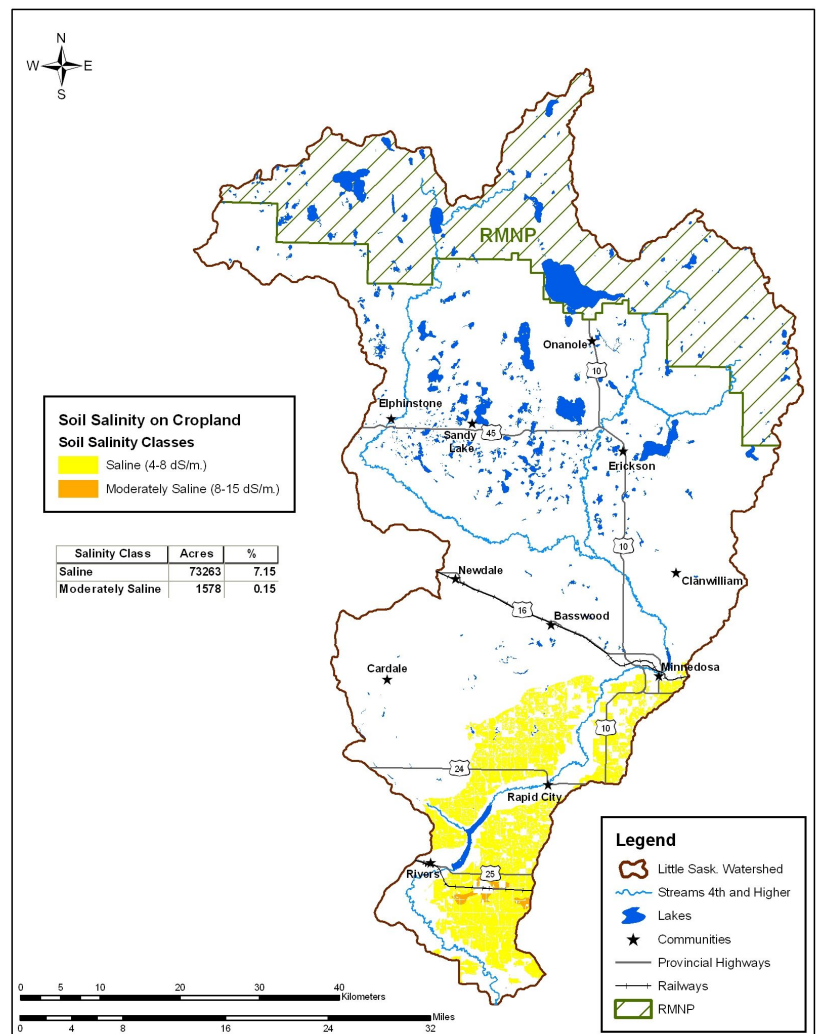 N
W E
S
RMNP
Onanole
10
Elphinstone
Sandy
Lake
45
Erickson
Soil Salinity on Cropland
Soil Salinity Classes
Saline (4-8 dS/m.)
Moderately Saline (8-15 dS/m.)
10
Salinity Class Acres %
Saline 73263 7.15
Moderately Saline 1578 0.15
Newdale
Clanwilliam
16
Basswood
Cardale
Minnedosa
10
24
Rapid City
Rivers
25
Legend
Little Sask. Watershed
Streams 4th and Higher
Lakes
Communities
Provincial Highways
Railways
RMNP
0 5 10 20 30 40
Kilometers
Miles
0 4 8 16 24 32